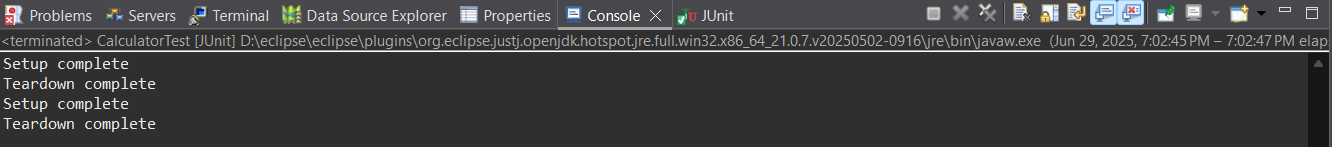 Problems Servers Terminal Data Source Explorer Properties Console JUnit
<terminated> CalculatorTest [JUnit] D:\eclipse\eclipse\plugins\org.eclipse.justj.openjdk.hotspot.jre.full.win32.x86_64_21.0.7.v20250502-0916\jre\bin\javaw.exe (Jun 29, 2025, 7:02:45 PM – 7:02:47 PM elap
Setup complete
Teardown complete
Setup complete
Teardown complete